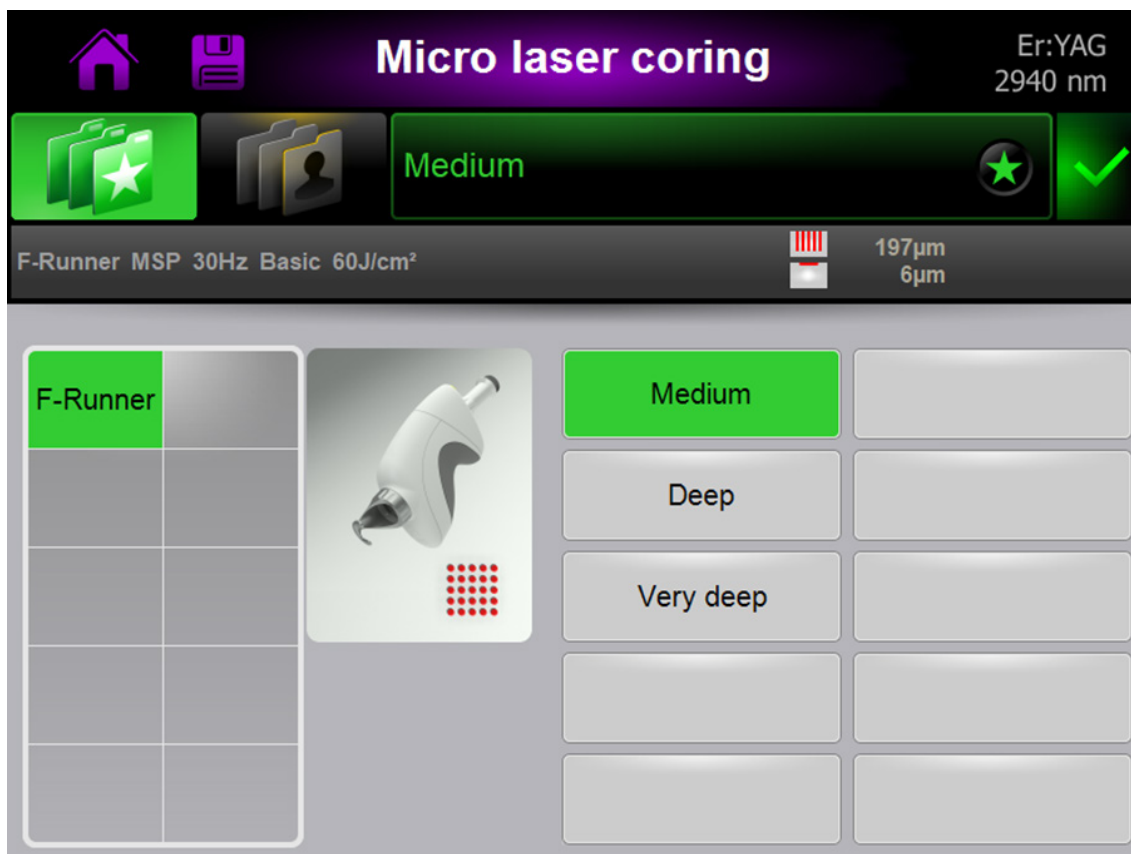 Micro laser coring
Er:YAG
2940 nm
Medium
F-Runner MSP 30Hz Basic 60J/cm²
197µm
6µm
F-Runner
Medium
Deep
Very deep